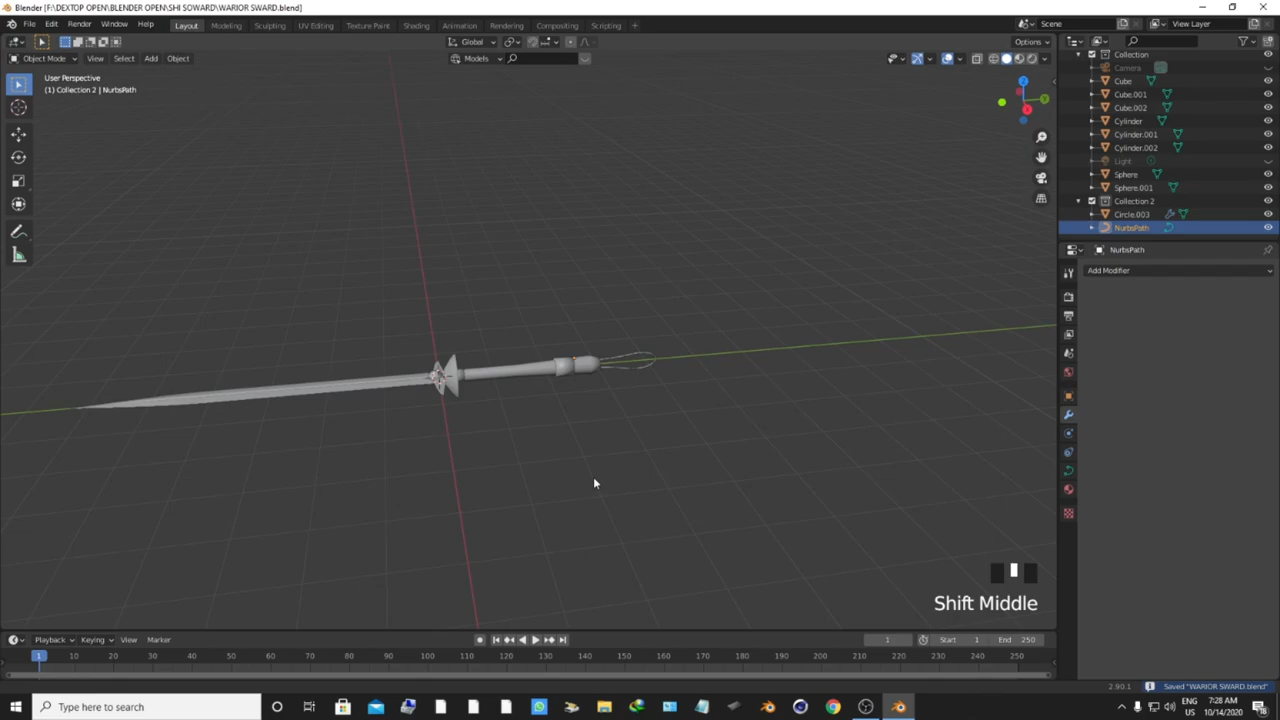 Blender [F:\DEXTOP OPEN\BLENDER OPEN\SHI SOWARD\WARIOR SWARD.blend]
File Edit Render Window Help Layout Modeling Sculpting UV Editing Texture Paint Shading Animation Rendering Compositing Scripting + Scene View Layer
Global Options
Object Mode View Select Add Object Models
User Perspective
(1) Collection 2 | NurbsPath
Collection
Camera
Cube
Cube.001
Cube.002
Cylinder
Cylinder.001
Cylinder.002
Light
Sphere
Sphere.001
Collection 2
Circle.003
NurbsPath
NurbsPath
Add Modifier
Z
Y
X
Shift Middle
Playback Keying View Marker 1 Start 1 End 250
1 10 20 30 40 50 60 70 80 90 100 110 120 130 140 150 160 170 180 190 200 210 220 230 240 250
2.90.1 Saved "WARIOR SWARD.blend"
Type here to search
ENG 7:28 AM
US 10/14/2020
18